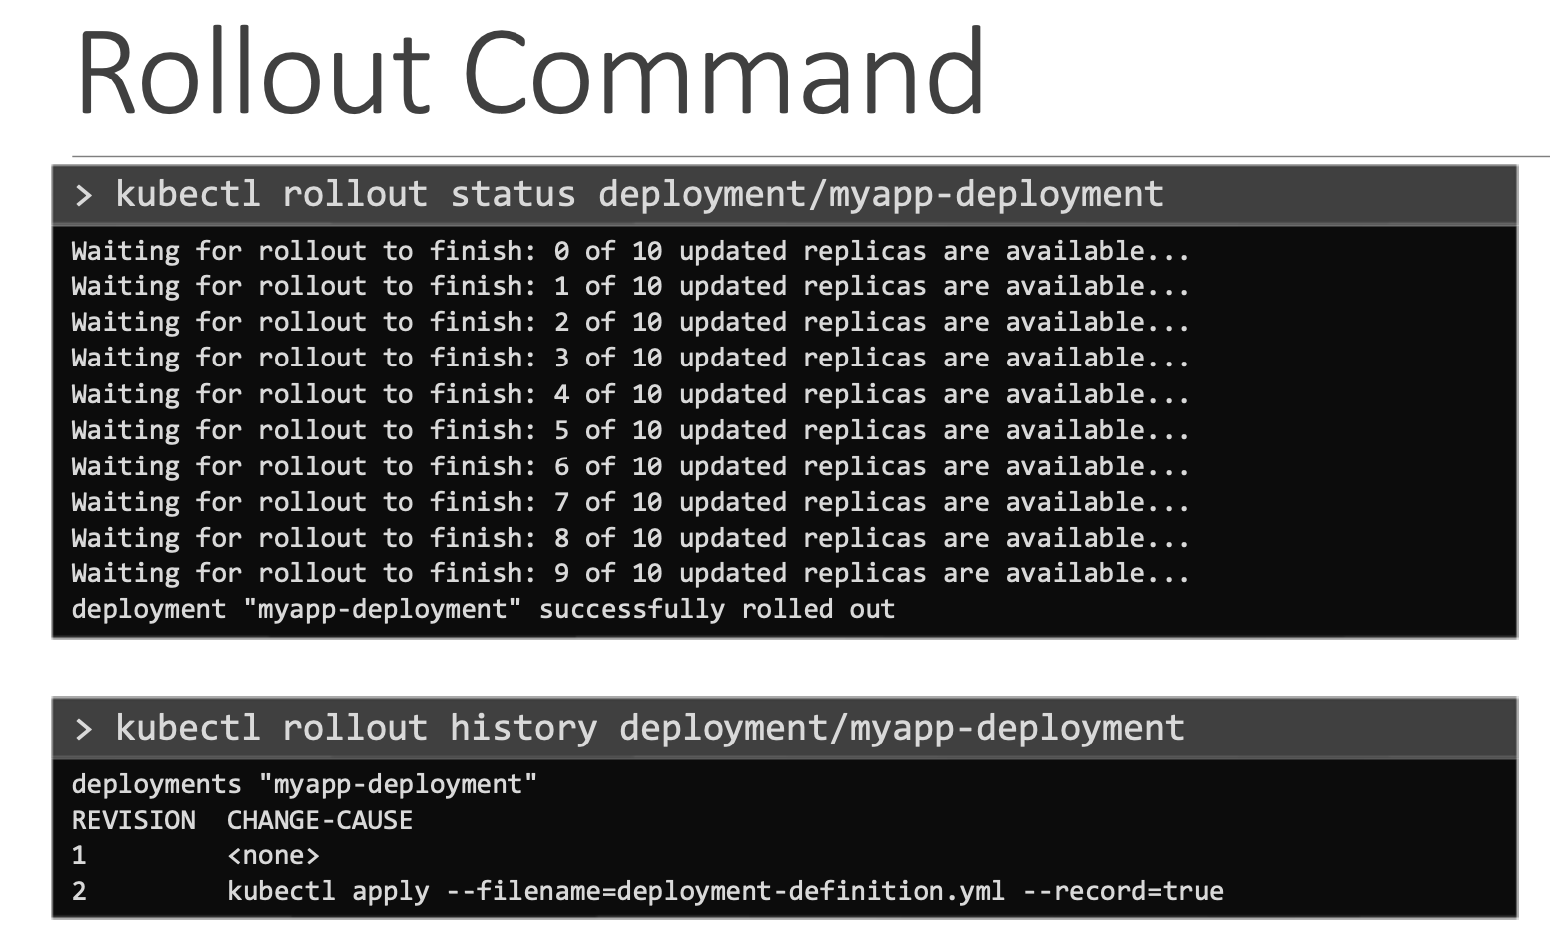 Rollout Command
> kubectl rollout status deployment/myapp-deployment
Waiting for rollout to finish: 0 of 10 updated replicas are available...
Waiting for rollout to finish: 1 of 10 updated replicas are available...
Waiting for rollout to finish: 2 of 10 updated replicas are available...
Waiting for rollout to finish: 3 of 10 updated replicas are available...
Waiting for rollout to finish: 4 of 10 updated replicas are available...
Waiting for rollout to finish: 5 of 10 updated replicas are available...
Waiting for rollout to finish: 6 of 10 updated replicas are available...
Waiting for rollout to finish: 7 of 10 updated replicas are available...
Waiting for rollout to finish: 8 of 10 updated replicas are available...
Waiting for rollout to finish: 9 of 10 updated replicas are available...
deployment "myapp-deployment" successfully rolled out
> kubectl rollout history deployment/myapp-deployment
deployments "myapp-deployment"
REVISION  CHANGE-CAUSE
1         <none>
2         kubectl apply --filename=deployment-definition.yml --record=true